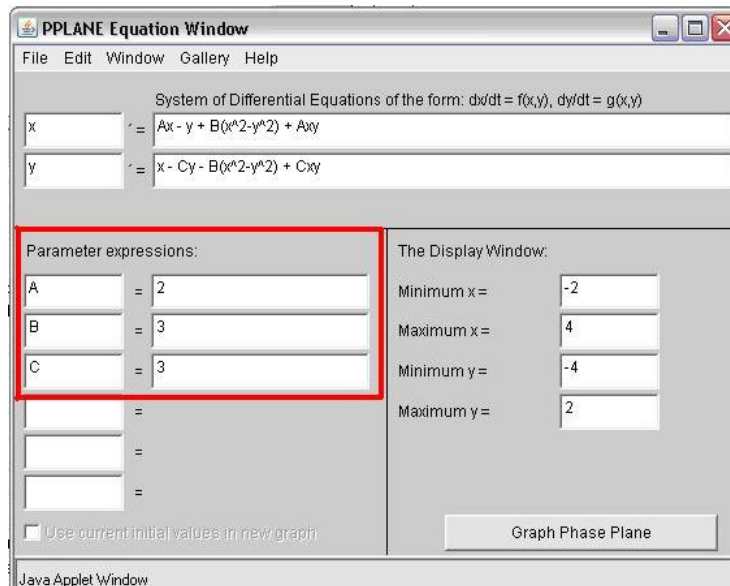 PPLANE Equation Window
File Edit Window Gallery Help
System of Differential Equations of the form: dx/dt = f(x,y), dy/dt = g(x,y)
x ' = Ax - y + B(x^2-y^2) + Axy
y ' = x - Cy - B(x^2-y^2) + Cxy
Parameter expressions:
A = 2
B = 3
C = 3
=
=
=
Use current initial values in new graph
The Display Window:
Minimum x = -2
Maximum x = 4
Minimum y = -4
Maximum y = 2
Graph Phase Plane
Java Applet Window